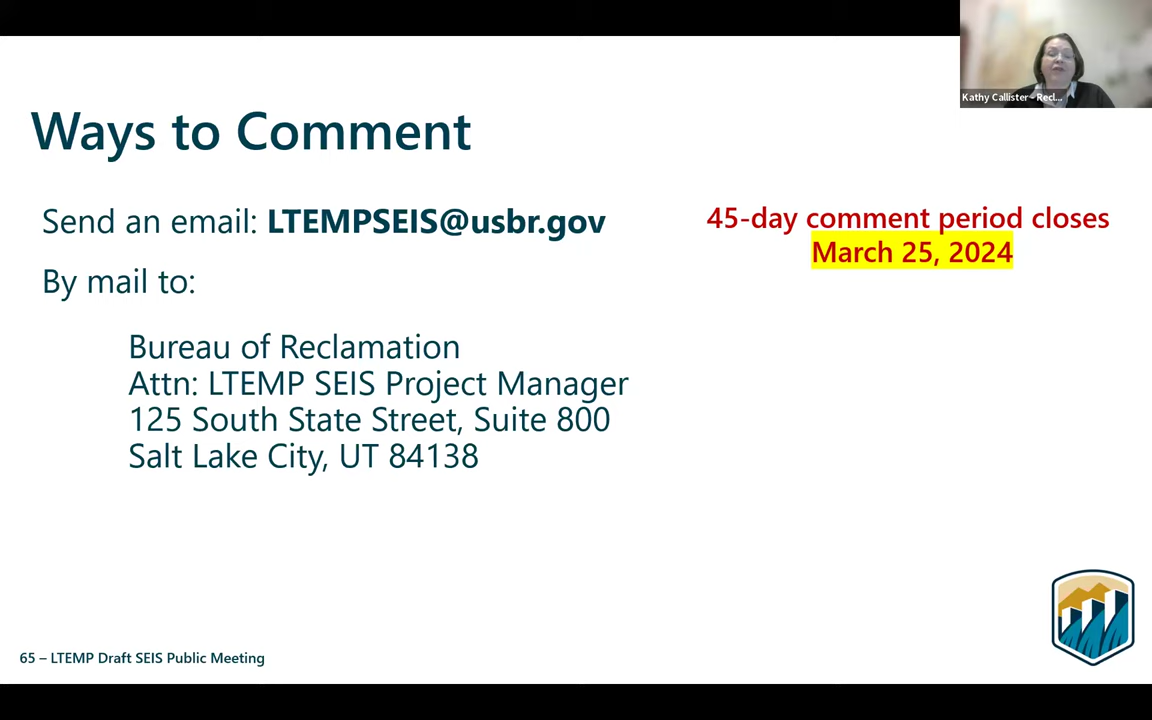 Kathy Callister - Recl...
Ways to Comment
Send an email: LTEMPSEIS@usbr.gov
45-day comment period closes
March 25, 2024
By mail to:
Bureau of Reclamation
Attn: LTEMP SEIS Project Manager
125 South State Street, Suite 800
Salt Lake City, UT 84138
65 – LTEMP Draft SEIS Public Meeting